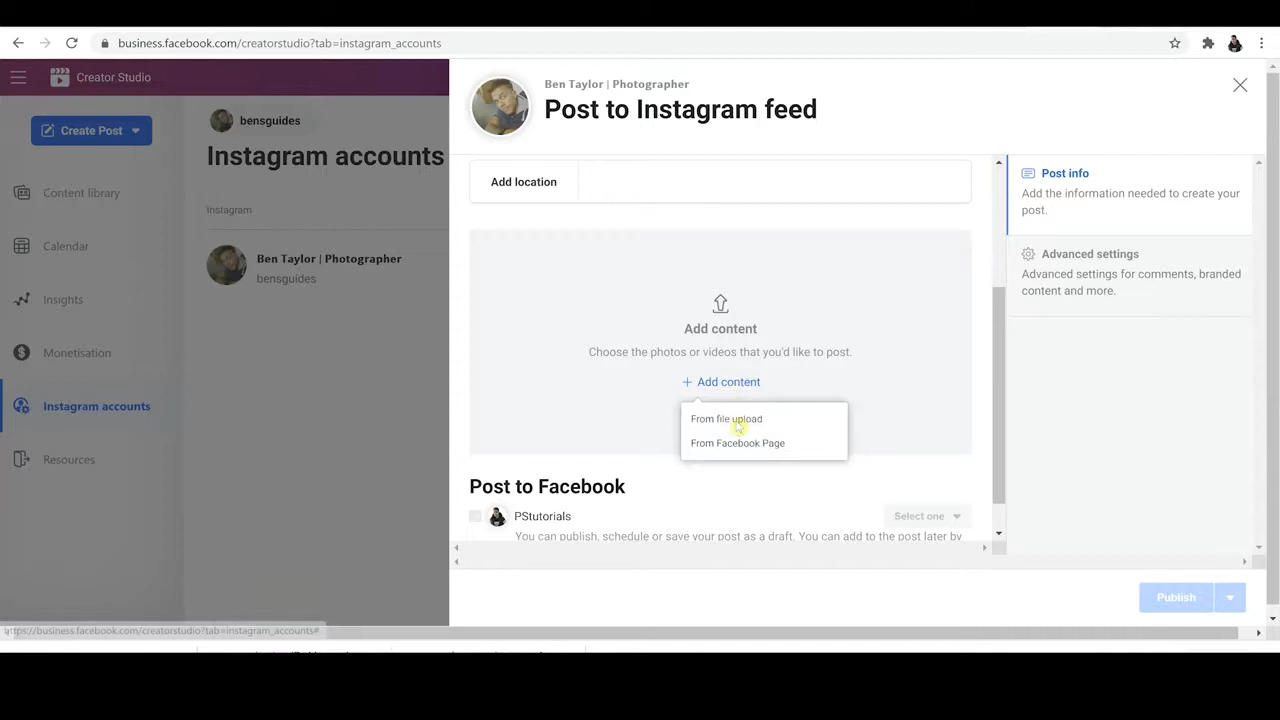 business.facebook.com/creatorstudio?tab=instagram_accounts
Creator Studio
Create Post
Content library
Calendar
Insights
Monetisation
Instagram accounts
Resources
bensguides
Instagram accounts
Instagram
Ben Taylor | Photographer
bensguides
Ben Taylor | Photographer
Post to Instagram feed
Add location
Add content
Choose the photos or videos that you'd like to post.
+ Add content
From file upload
From Facebook Page
Post to Facebook
PStutorials
Select one
You can publish, schedule or save your post as a draft. You can add to the post later by
Post info
Add the information needed to create your
post.
Advanced settings
Advanced settings for comments, branded
content and more.
Publish
https://business.facebook.com/creatorstudio?tab=instagram_accounts#